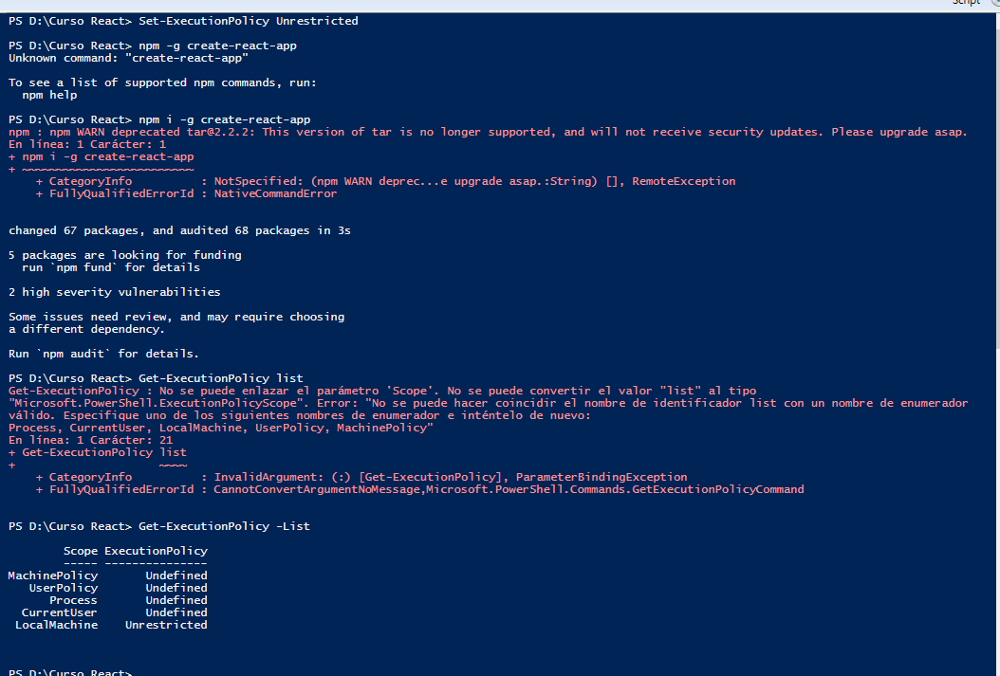 Script
PS D:\Curso React> Set-ExecutionPolicy Unrestricted
PS D:\Curso React> npm -g create-react-app
Unknown command: "create-react-app"
To see a list of supported npm commands, run:
  npm help
PS D:\Curso React> npm i -g create-react-app
npm : npm WARN deprecated tar@2.2.2: This version of tar is no longer supported, and will not receive security updates. Please upgrade asap.
En línea: 1 Carácter: 1
+ npm i -g create-react-app
+ ~~~~~~~~~~~~~~~~~~~~~~~~~
    + CategoryInfo          : NotSpecified: (npm WARN deprec...e upgrade asap.:String) [], RemoteException
    + FullyQualifiedErrorId : NativeCommandError
changed 67 packages, and audited 68 packages in 3s
5 packages are looking for funding
  run `npm fund` for details
2 high severity vulnerabilities
Some issues need review, and may require choosing
a different dependency.
Run `npm audit` for details.
PS D:\Curso React> Get-ExecutionPolicy list
Get-ExecutionPolicy : No se puede enlazar el parámetro 'Scope'. No se puede convertir el valor "list" al tipo
"Microsoft.PowerShell.ExecutionPolicyScope". Error: "No se puede hacer coincidir el nombre de identificador list con un nombre de enumerador
válido. Especifique uno de los siguientes nombres de enumerador e inténtelo de nuevo:
Process, CurrentUser, LocalMachine, UserPolicy, MachinePolicy"
En línea: 1 Carácter: 21
+ Get-ExecutionPolicy list
+                     ~~~~
    + CategoryInfo          : InvalidArgument: (:) [Get-ExecutionPolicy], ParameterBindingException
    + FullyQualifiedErrorId : CannotConvertArgumentNoMessage,Microsoft.PowerShell.Commands.GetExecutionPolicyCommand
PS D:\Curso React> Get-ExecutionPolicy -List
        Scope ExecutionPolicy
        ----- ---------------
MachinePolicy       Undefined
   UserPolicy       Undefined
      Process       Undefined
  CurrentUser       Undefined
 LocalMachine    Unrestricted
PS D:\Curso React>